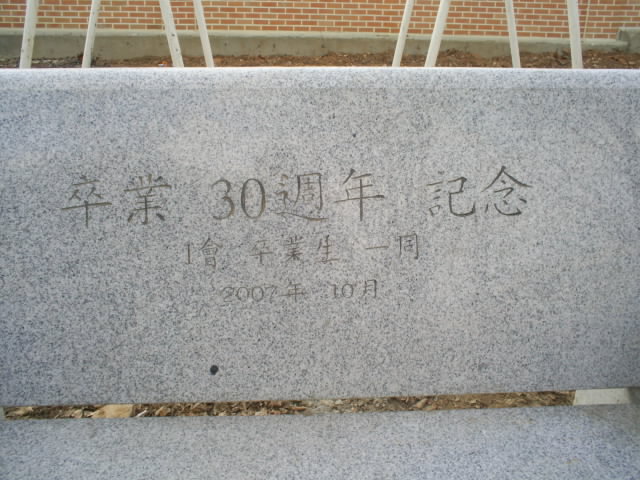 卒業 30週年 記念
1會 卒業生 一同
2007年 10月